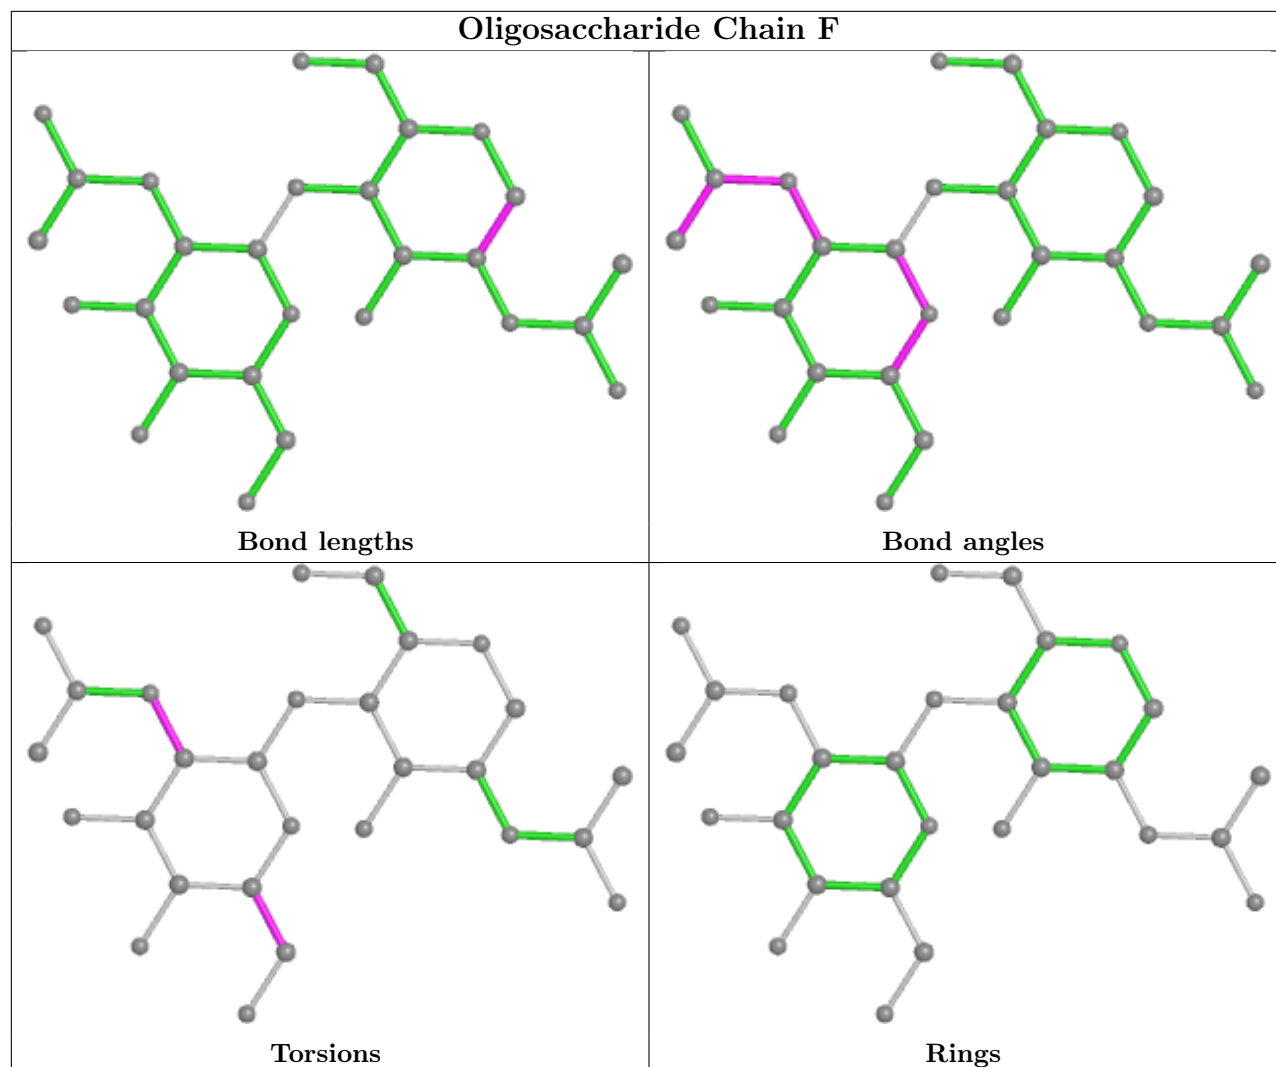 Oligosaccharide Chain F
Bond lengths
Bond angles
Torsions
Rings